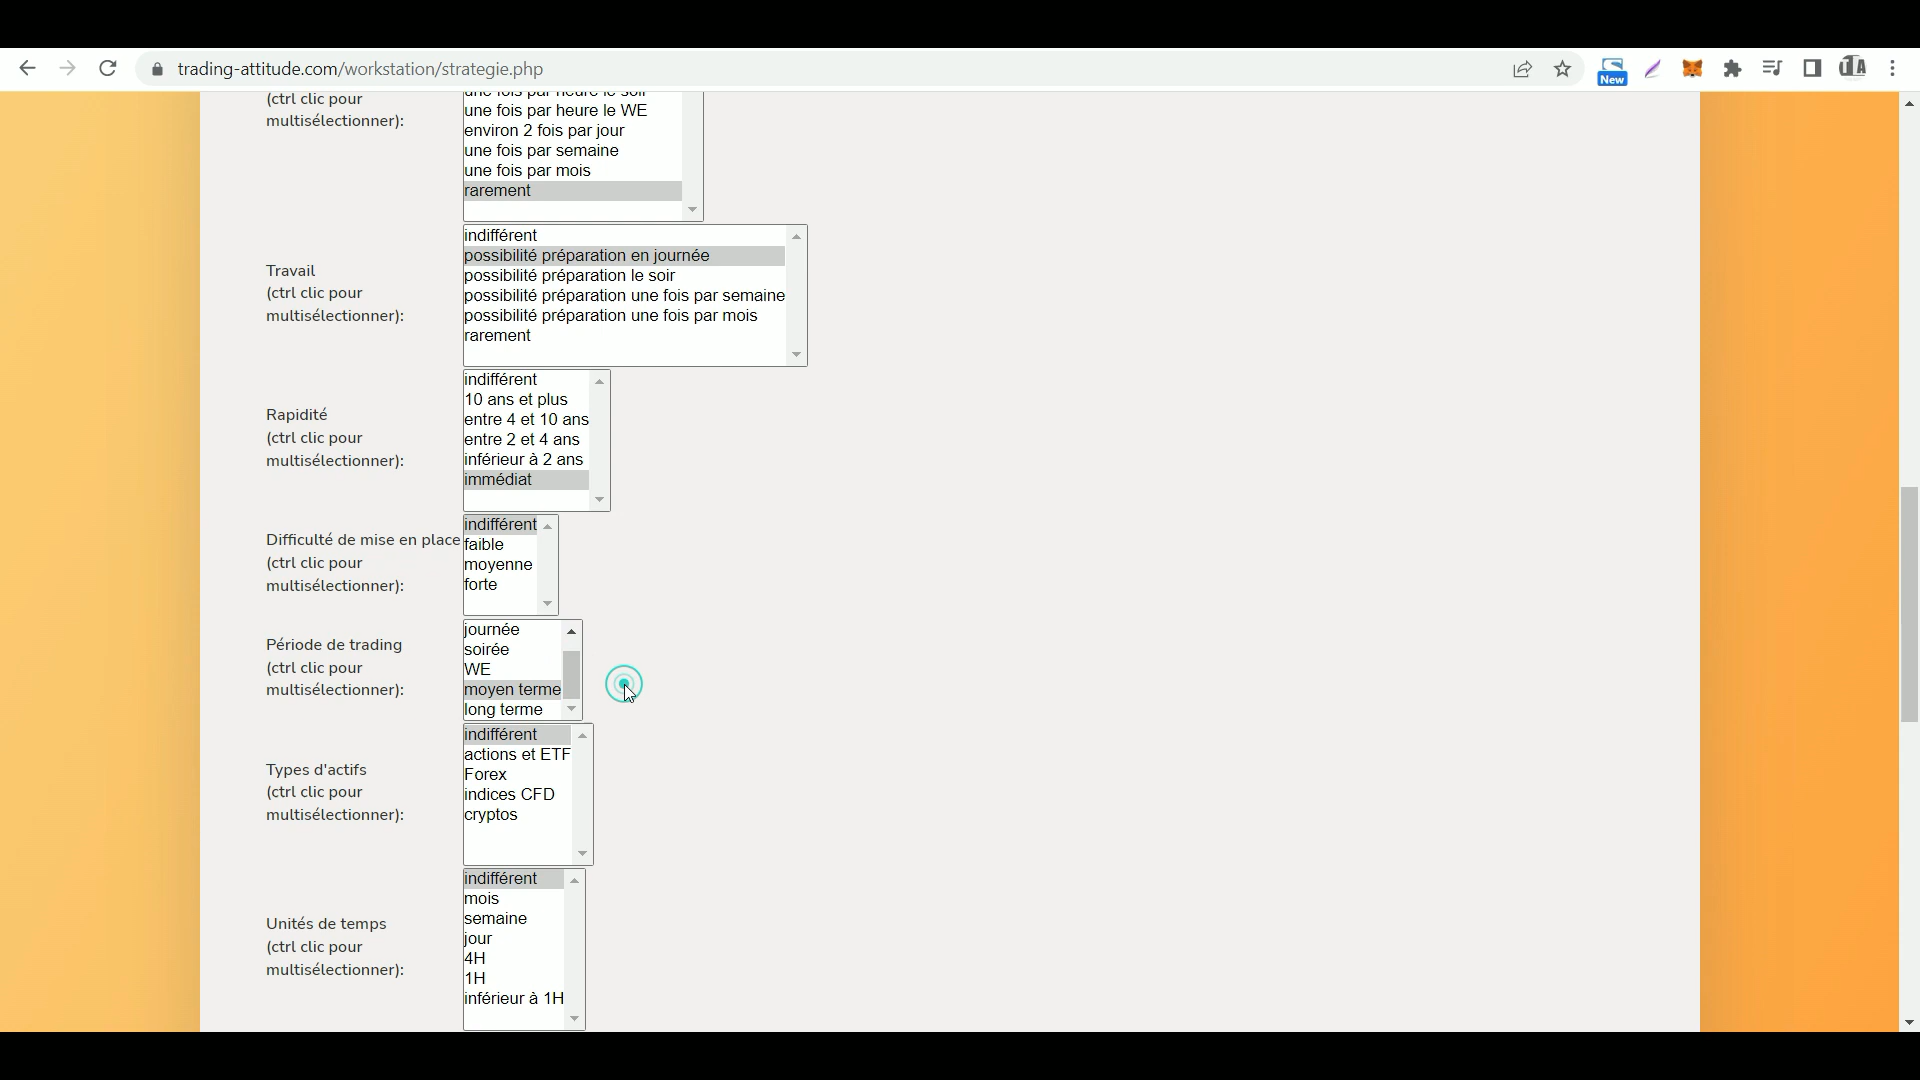 trading-attitude.com/workstation/strategie.php
New
(ctrl clic pour
multisélectionner):
une fois par heure le soir
une fois par heure le WE
environ 2 fois par jour
une fois par semaine
une fois par mois
rarement
Travail
(ctrl clic pour
multisélectionner):
indifférent
possibilité préparation en journée
possibilité préparation le soir
possibilité préparation une fois par semaine
possibilité préparation une fois par mois
rarement
Rapidité
(ctrl clic pour
multisélectionner):
indifférent
10 ans et plus
entre 4 et 10 ans
entre 2 et 4 ans
inférieur à 2 ans
immédiat
Difficulté de mise en place
(ctrl clic pour
multisélectionner):
indifférent
faible
moyenne
forte
Période de trading
(ctrl clic pour
multisélectionner):
journée
soirée
WE
moyen terme
long terme
Types d'actifs
(ctrl clic pour
multisélectionner):
indifférent
actions et ETF
Forex
indices CFD
cryptos
Unités de temps
(ctrl clic pour
multisélectionner):
indifférent
mois
semaine
jour
4H
1H
inférieur à 1H